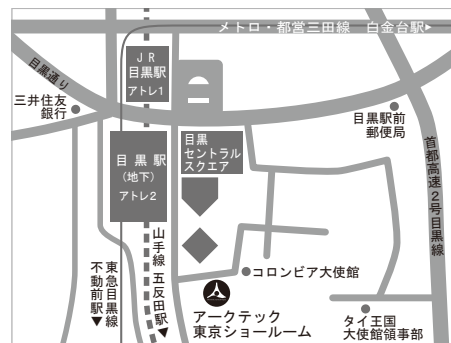 メトロ・都営三田線 白金台駅▶
JR
目黒駅
アトレ1
目黒通り
三井住友
銀行
目黒駅前
郵便局
目黒駅
(地下)
アトレ2
目黒
セントラル
スクエア
首都高速2号目黒線
山手線 五反田駅▼
東急目黒線
不動前駅▼
コロンビア大使館
アークテック
東京ショールーム
タイ王国
大使館領事部